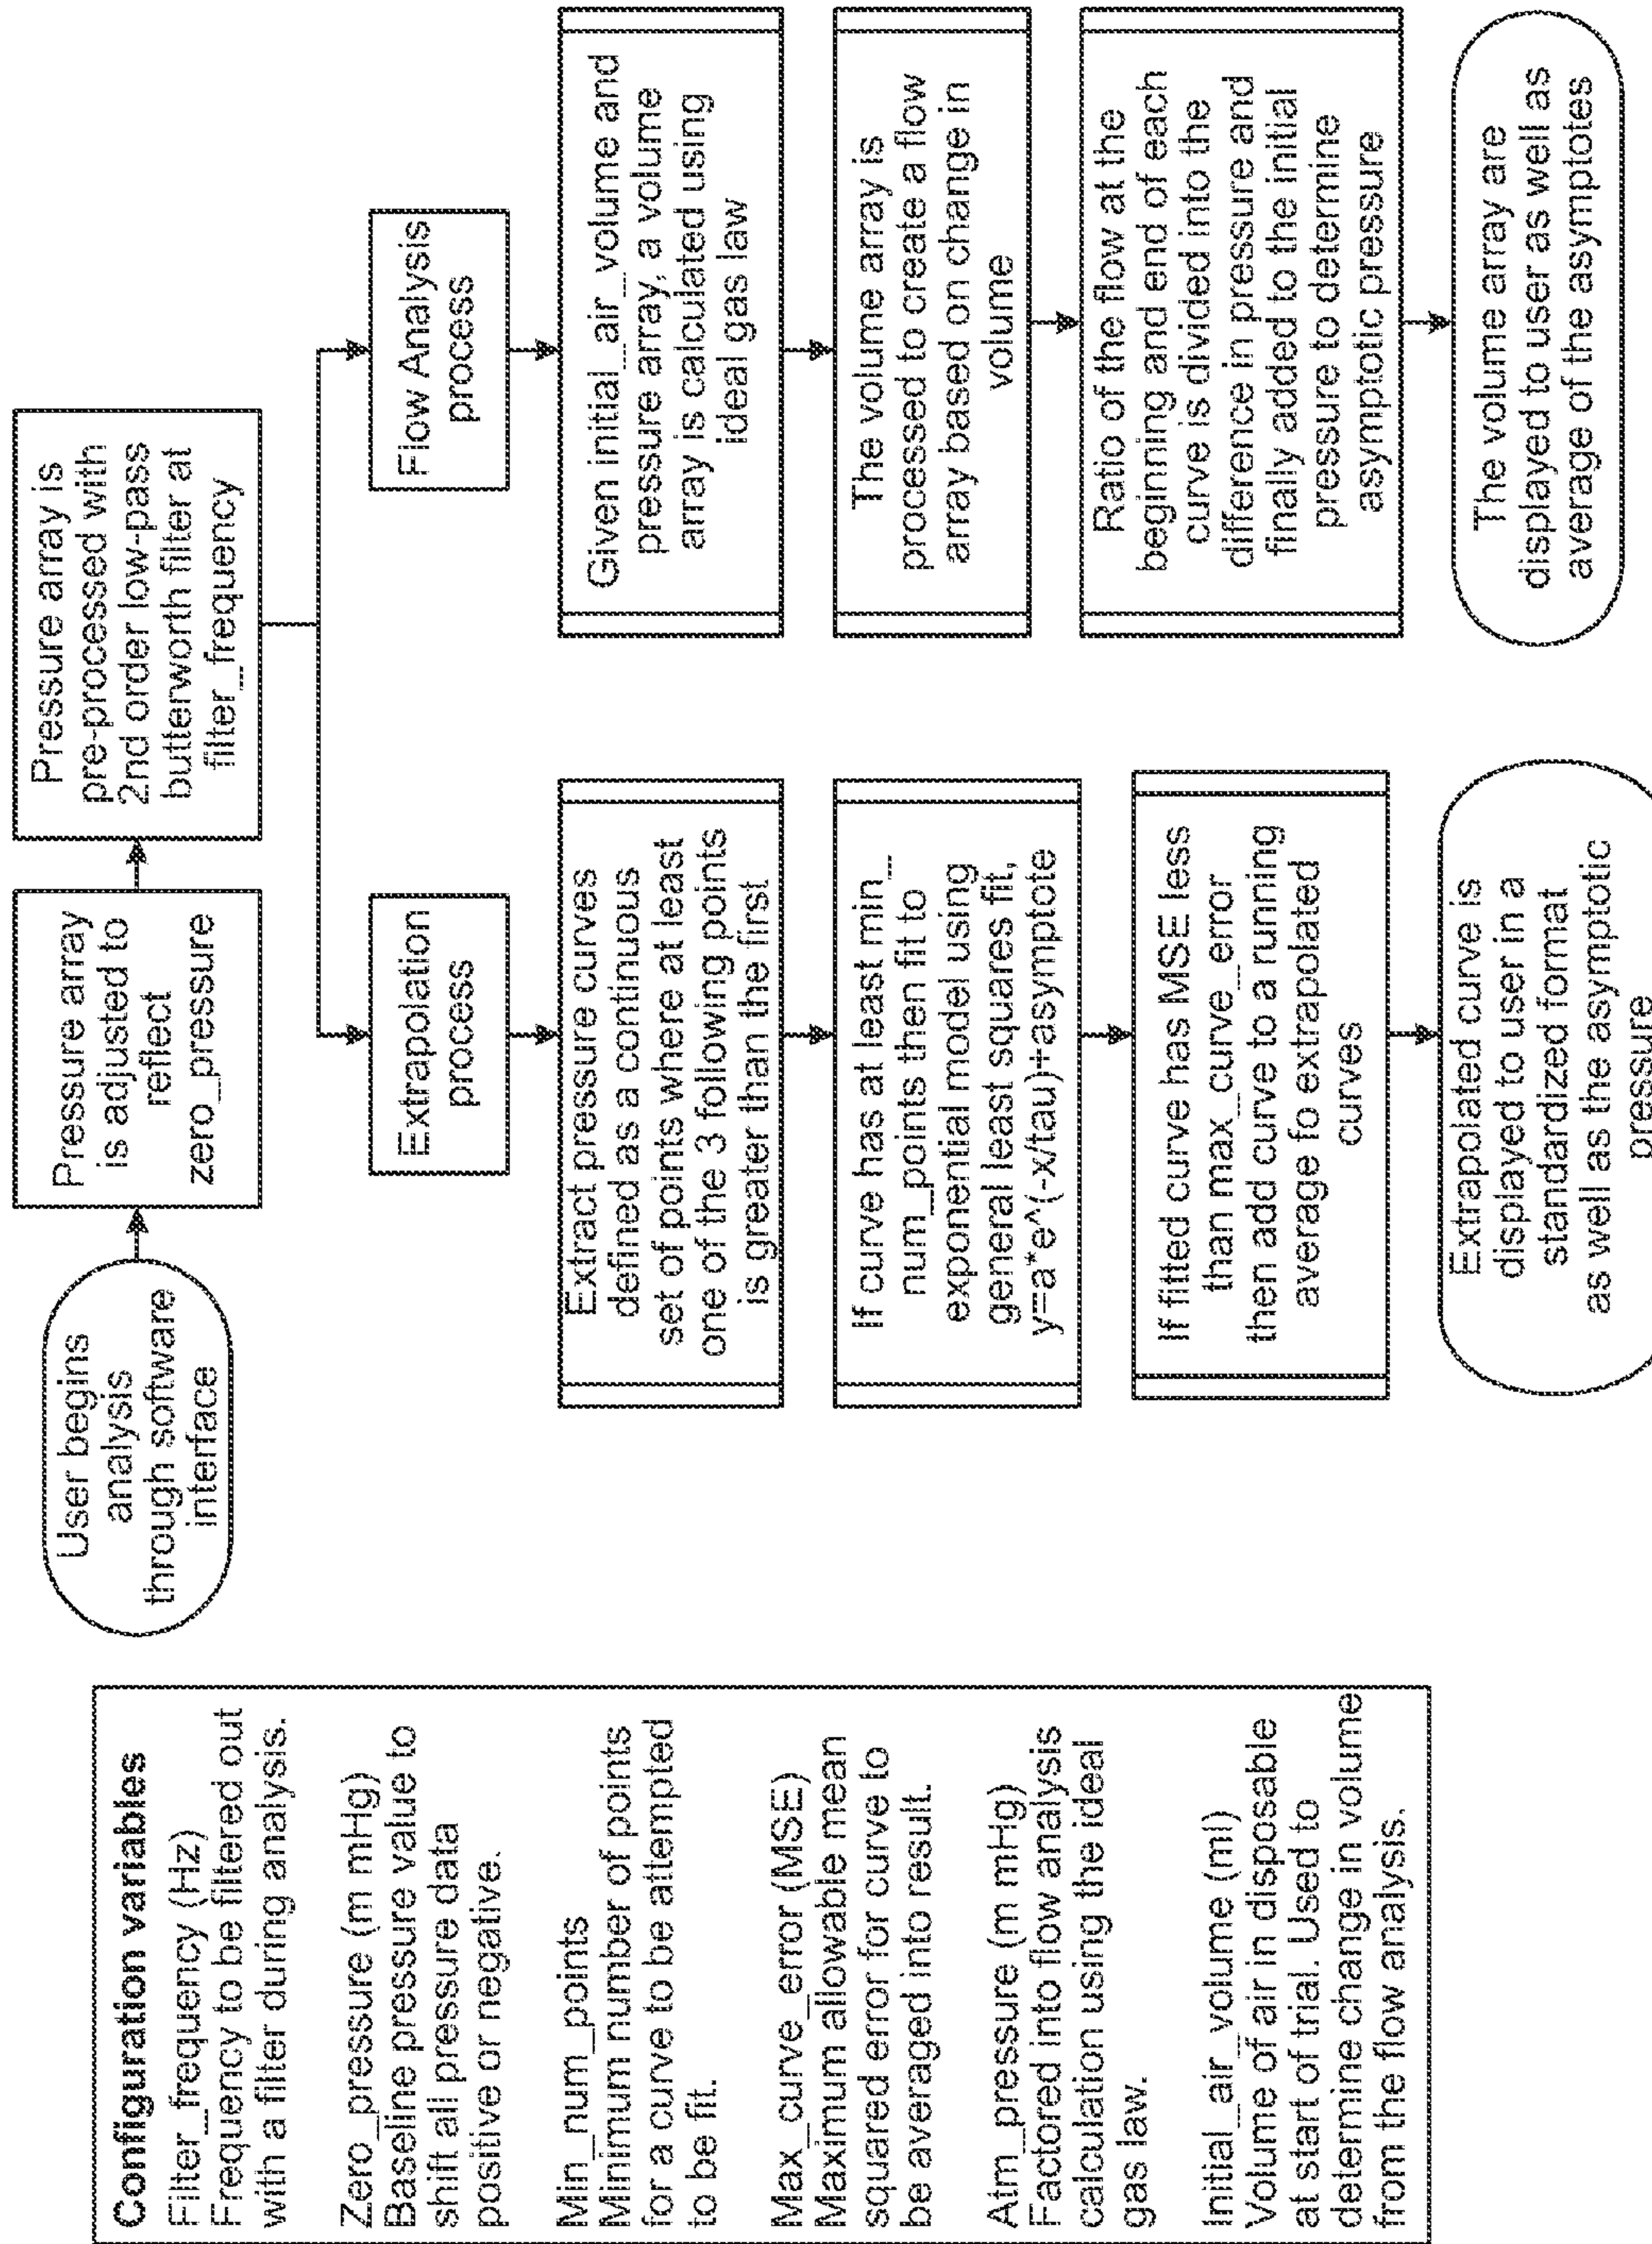 Configuration variables
Filter_frequency (Hz)
Frequency to be filtered out
with a filter during analysis.
Zero_pressure (m mHg)
Baseline pressure value to
shift all pressure data
positive or negative.
Min_num_points
Minimum number of points
for a curve to be attempted
to be fit.
Max_curve_error (MSE)
Maximum allowable mean
squared error for curve to
be averaged into result.
Atm_pressure (m mHg)
Factored into flow analysis
calculation using the ideal
gas law.
Initial_air_volume (ml)
Volume of air in disposable
at start of trial. Used to
determine change in volume
from the flow analysis.
User begins
analysis
through software
interface
Pressure array
is adjusted to
reflect
zero_pressure
Pressure array is
pre-processed with
2nd order low-pass
butterworth filter at
filter_frequency
Extrapolation
process
Extract pressure curves
defined as a continuous
set of points where at least
one of the 3 following points
is greater than the first
If curve has at least min_
num_points then fit to
exponential model using
general least squares fit,
y=a*e^(-x/tau)+asymptote
If fitted curve has MSE less
than max_curve_error
then add curve to a running
average fo extrapolated
curves
Extrapolated curve is
displayed to user in a
standardized format
as well as the asymptotic
pressure
Flow Analysis
process
Given initial_air_volume and
pressure array, a volume
array is calculated using
ideal gas law
The volume array is
processed to create a flow
array based on change in
volume
Ratio of the flow at the
beginning and end of each
curve is divided into the
difference in pressure and
finally added to the initial
pressure to determine
asymptotic pressure
The volume array are
displayed to user as well as
average of the asymptotes